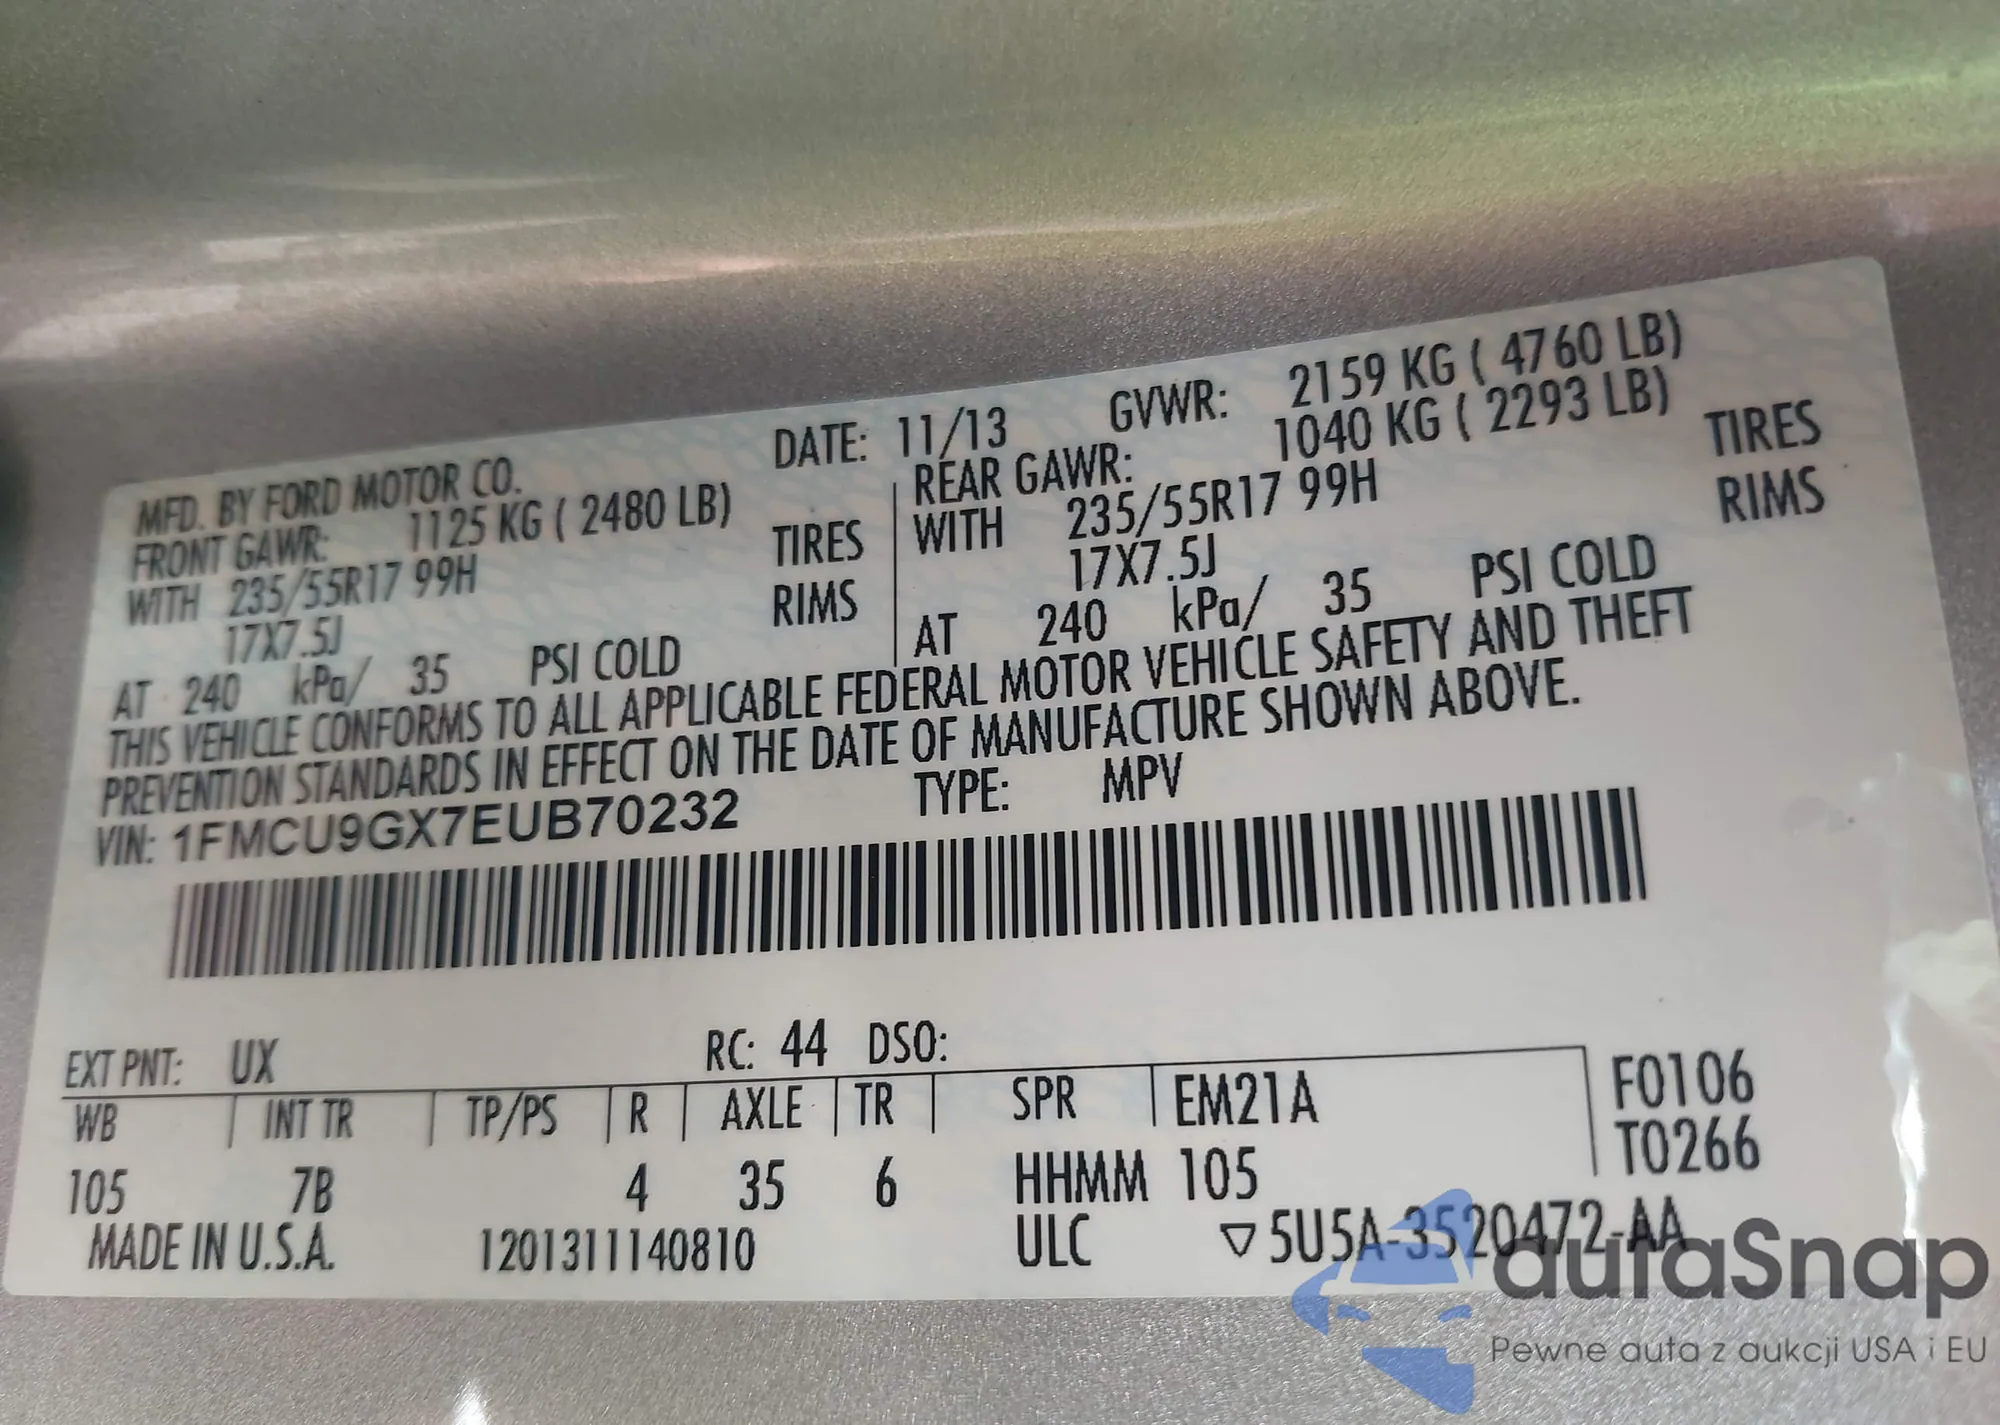 MFD. BY FORD MOTOR CO. DATE: 11/13 GVWR: 2159 KG ( 4760 LB)
FRONT GAWR: 1125 KG ( 2480 LB) REAR GAWR: 1040 KG ( 2293 LB)
WITH 235/55R17 99H TIRES WITH 235/55R17 99H TIRES
17X7.5J RIMS 17X7.5J RIMS
AT 240 kPa/ 35 PSI COLD AT 240 kPa/ 35 PSI COLD
THIS VEHICLE CONFORMS TO ALL APPLICABLE FEDERAL MOTOR VEHICLE SAFETY AND THEFT
PREVENTION STANDARDS IN EFFECT ON THE DATE OF MANUFACTURE SHOWN ABOVE.
VIN: 1FMCU9GX7EUB70232 TYPE: MPV
EXT PNT: UX RC: 44 DSO:
WB INT TR TP/PS R AXLE TR SPR EM21A F0106
T0266
105 7B 4 35 6 HHMM 105
MADE IN U.S.A. 1201311140810 ULC ▽5U5A-3520472-AA
autaSnap
Pewne auta z aukcji USA i EU